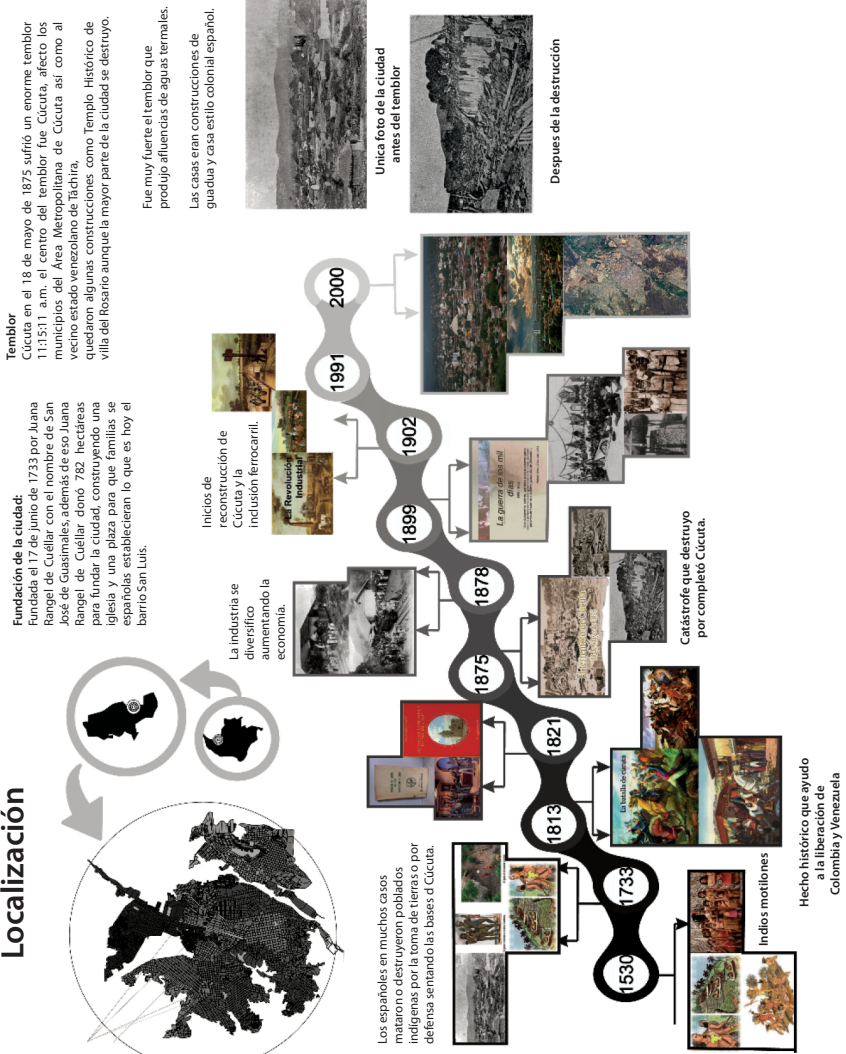 Localización
Fundación de la ciudad:
Fundada el 17 de junio de 1733 por Juana
Rangel de Cuéllar con el nombre de San
José de Guasimales, además de eso Juana
Rangel de Cuéllar donó 782 hectáreas
para fundar la ciudad, construyendo una
iglesia y una plaza para que familias se
españolas establecieran lo que es hoy el
barrio San Luis.
Temblor
Cúcuta en el 18 de mayo de 1875 sufrió un enorme temblor
11:15:11 a.m. el centro del temblor fue Cúcuta, afecto los
municipios del Área Metropolitana de Cúcuta así como al
vecino estado venezolano de Táchira,
quedaron algunas construcciones como Templo Histórico de
villa del Rosario aunque la mayor parte de la ciudad se destruyo.
Fue muy fuerte el temblor que
produjo afluencias de aguas termales.
Las casas eran construcciones de
guadua y casa estilo colonial español.
Unica foto de la ciudad
antes del temblor
Despues de la destrucción
Los españoles en muchos casos
mataron o destruyeron poblados
indígenas por la toma de tierras o por
defensa sentando las bases d Cúcuta.
La industria se
diversifico
aumentando la
economía.
Inicios de
reconstrucción de
Cúcuta y la
inclusión ferrocarril.
La Revolución
Industrial
1530
1733
1813
1821
1875
1878
1899
1902
1991
2000
Indios motilones
La batalla de cúcuta
Hecho histórico que ayudo
a la liberación de
Colombia y Venezuela
Catástrofe que destruyo
por completó Cúcuta.
La guerra de los mil
días